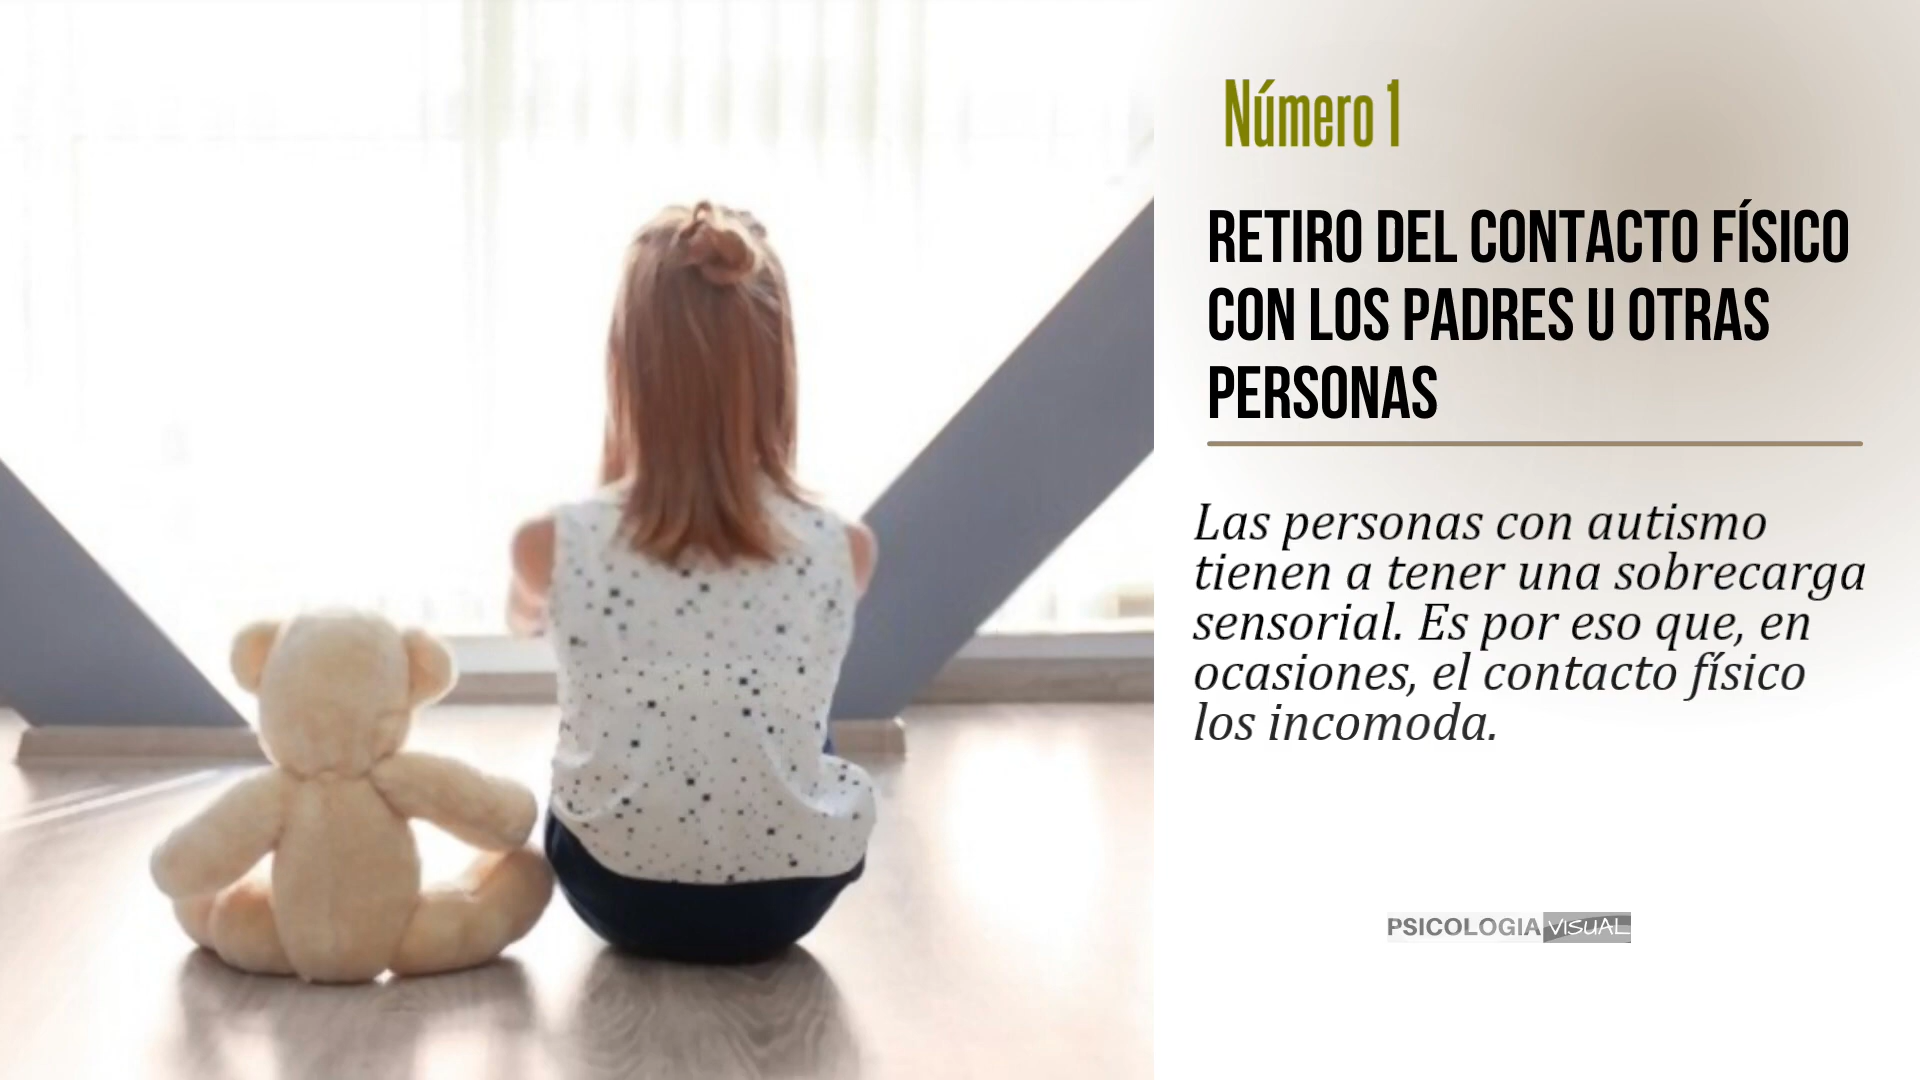 Número 1
RETIRO DEL CONTACTO FÍSICO
CON LOS PADRES U OTRAS
PERSONAS
Las personas con autismo
tienen a tener una sobrecarga
sensorial. Es por eso que, en
ocasiones, el contacto físico
los incomoda.
PSICOLOGIA VISUAL